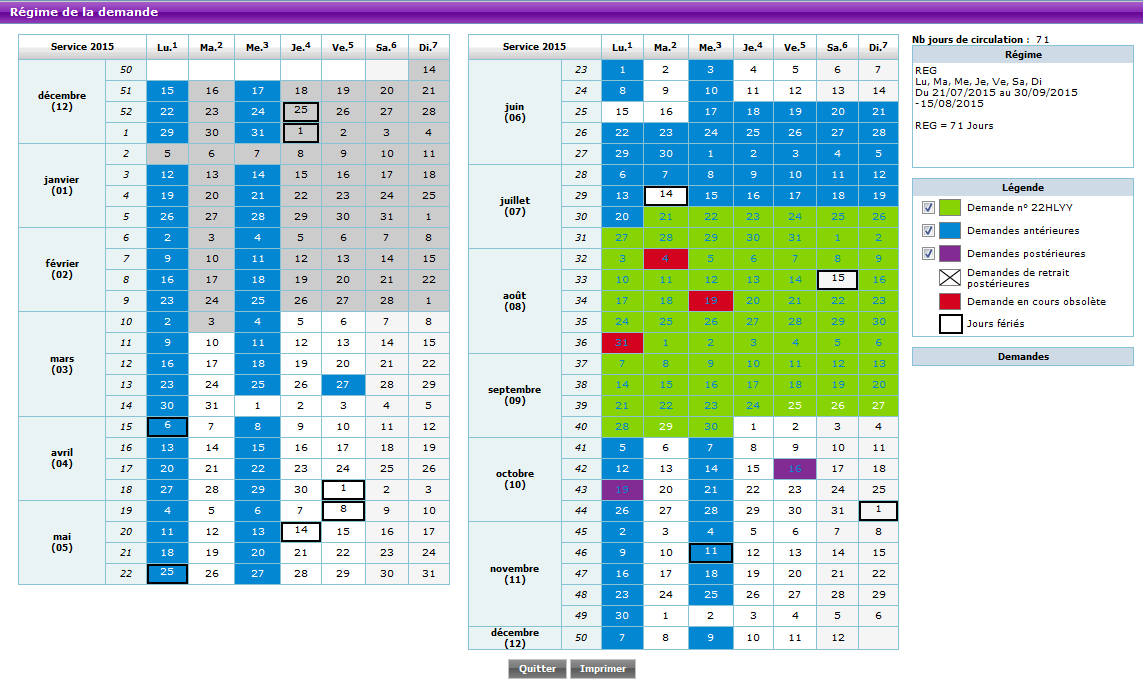 Régime de la demande
Service 2015 Lu.1 Ma.2 Me.3 Je.4 Ve.5 Sa.6 Di.7
décembre
(12)
50 14
51 15 16 17 18 19 20 21
52 22 23 24 25 26 27 28
1 29 30 31 1 2 3 4
janvier
(01)
2 5 6 7 8 9 10 11
3 12 13 14 15 16 17 18
4 19 20 21 22 23 24 25
5 26 27 28 29 30 31 1
février
(02)
6 2 3 4 5 6 7 8
7 9 10 11 12 13 14 15
8 16 17 18 19 20 21 22
9 23 24 25 26 27 28 1
mars
(03)
10 2 3 4 5 6 7 8
11 9 10 11 12 13 14 15
12 16 17 18 19 20 21 22
13 23 24 25 26 27 28 29
14 30 31 1 2 3 4 5
avril
(04)
15 6 7 8 9 10 11 12
16 13 14 15 16 17 18 19
17 20 21 22 23 24 25 26
18 27 28 29 30 1 2 3
mai
(05)
19 4 5 6 7 8 9 10
20 11 12 13 14 15 16 17
21 18 19 20 21 22 23 24
22 25 26 27 28 29 30 31
Service 2015 Lu.1 Ma.2 Me.3 Je.4 Ve.5 Sa.6 Di.7
juin
(06)
23 1 2 3 4 5 6 7
24 8 9 10 11 12 13 14
25 15 16 17 18 19 20 21
26 22 23 24 25 26 27 28
27 29 30 1 2 3 4 5
juillet
(07)
28 6 7 8 9 10 11 12
29 13 14 15 16 17 18 19
30 20 21 22 23 24 25 26
31 27 28 29 30 31 1 2
août
(08)
32 3 4 5 6 7 8 9
33 10 11 12 13 14 15 16
34 17 18 19 20 21 22 23
35 24 25 26 27 28 29 30
36 31 1 2 3 4 5 6
septembre
(09)
37 7 8 9 10 11 12 13
38 14 15 16 17 18 19 20
39 21 22 23 24 25 26 27
40 28 29 30 1 2 3 4
octobre
(10)
41 5 6 7 8 9 10 11
42 12 13 14 15 16 17 18
43 19 20 21 22 23 24 25
44 26 27 28 29 30 31 1
novembre
(11)
45 2 3 4 5 6 7 8
46 9 10 11 12 13 14 15
47 16 17 18 19 20 21 22
48 23 24 25 26 27 28 29
49 30 1 2 3 4 5 6
décembre
(12)
50 7 8 9 10 11 12
Nb jours de circulation : 71
Régime
REG
Lu, Ma, Me, Je, Ve, Sa, Di
Du 21/07/2015 au 30/09/2015
-15/08/2015
REG = 71 Jours
Légende
Demande n° 22HLYY
Demandes antérieures
Demandes postérieures
Demandes de retrait
postérieures
Demande en cours obsolète
Jours fériés
Demandes
Quitter
Imprimer